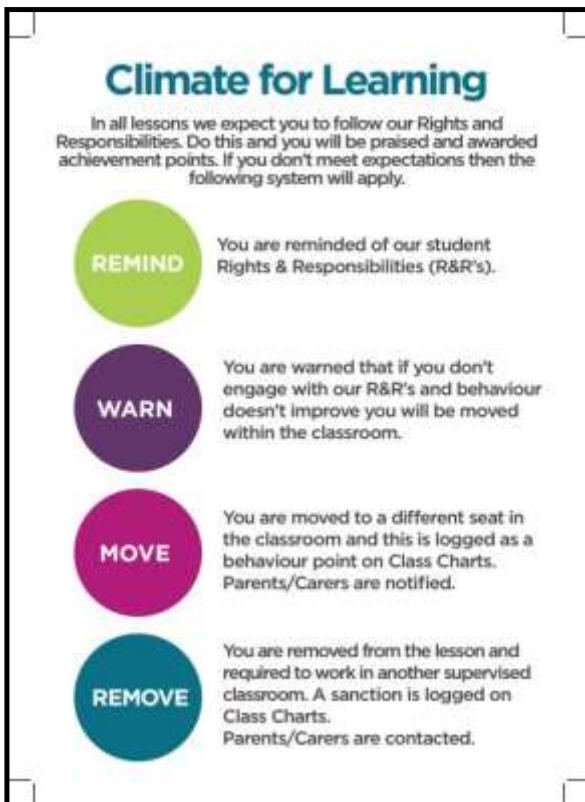 Climate for Learning
In all lessons we expect you to follow our Rights and
Responsibilities. Do this and you will be praised and awarded
achievement points. If you don't meet expectations then the
following system will apply.
REMIND
You are reminded of our student
Rights & Responsibilities (R&R's).
WARN
You are warned that if you don't
engage with our R&R's and behaviour
doesn't improve you will be moved
within the classroom.
MOVE
You are moved to a different seat in
the classroom and this is logged as a
behaviour point on Class Charts.
Parents/Carers are notified.
REMOVE
You are removed from the lesson and
required to work in another supervised
classroom. A sanction is logged on
Class Charts.
Parents/Carers are contacted.